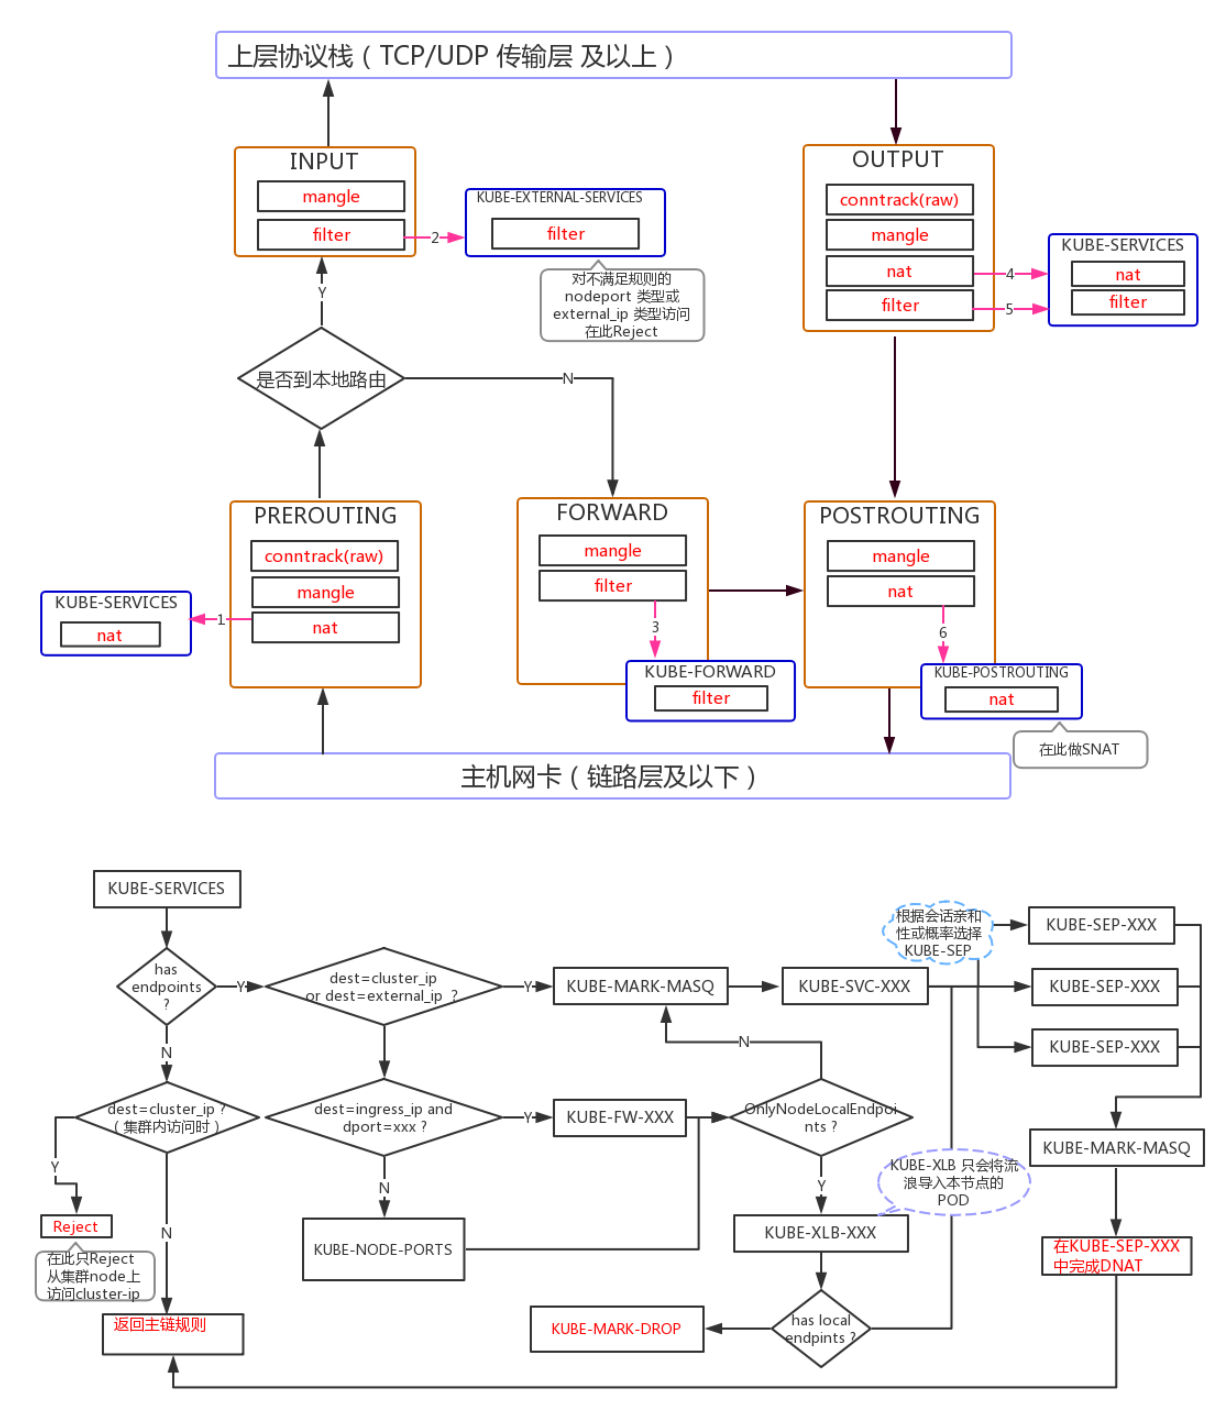 上层协议栈（TCP/UDP 传输层 及以上）
INPUT
mangle
filter
2
KUBE-EXTERNAL-SERVICES
filter
对不满足规则的
nodeport 类型或
external_ip 类型访问
在此Reject
OUTPUT
conntrack(raw)
mangle
nat
filter
4
5
KUBE-SERVICES
nat
filter
Y
是否到本地路由
N
PREROUTING
conntrack(raw)
mangle
nat
1
KUBE-SERVICES
nat
FORWARD
mangle
filter
3
KUBE-FORWARD
filter
POSTROUTING
mangle
nat
6
KUBE-POSTROUTING
nat
在此做SNAT
主机网卡（链路层及以下）
KUBE-SERVICES
has
endpoints
?
Y
N
dest=cluster_ip
or dest=external_ip ?
Y
KUBE-MARK-MASQ
KUBE-SVC-XXX
根据会话亲和
性或概率选择
KUBE-SEP
KUBE-SEP-XXX
KUBE-SEP-XXX
KUBE-SEP-XXX
N
dest=cluster_ip ?
（集群内访问时）
Y
N
Reject
在此只Reject
从集群node上
访问cluster-ip
返回主链规则
dest=ingress_ip and
dport=xxx ?
Y
N
KUBE-FW-XXX
KUBE-NODE-PORTS
OnlyNodeLocalEndpoi
nts ?
Y
KUBE-XLB 只会将流
浪导入本节点的
POD
KUBE-XLB-XXX
has local
endpints ?
KUBE-MARK-DROP
KUBE-MARK-MASQ
在KUBE-SEP-XXX
中完成DNAT